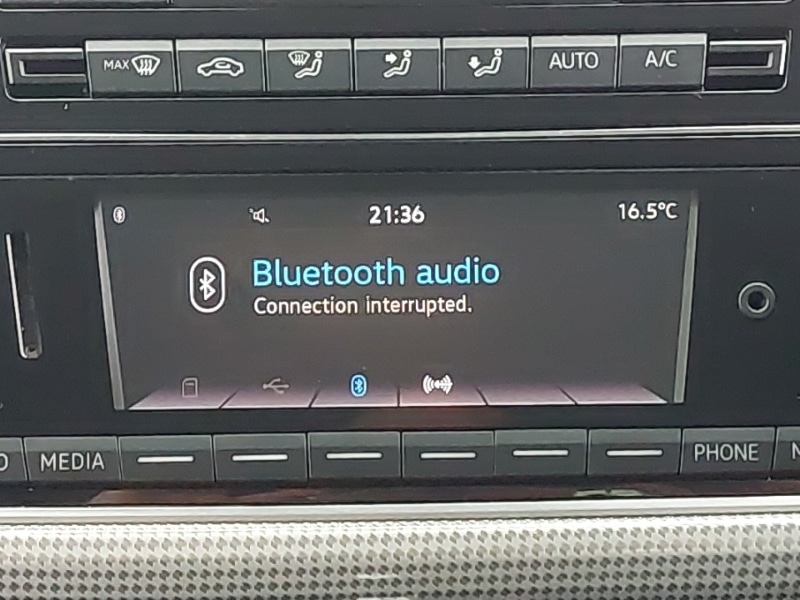 MAX
AUTO
A/C
21:36
16.5°C
Bluetooth audio
Connection interrupted.
MEDIA
PHONE